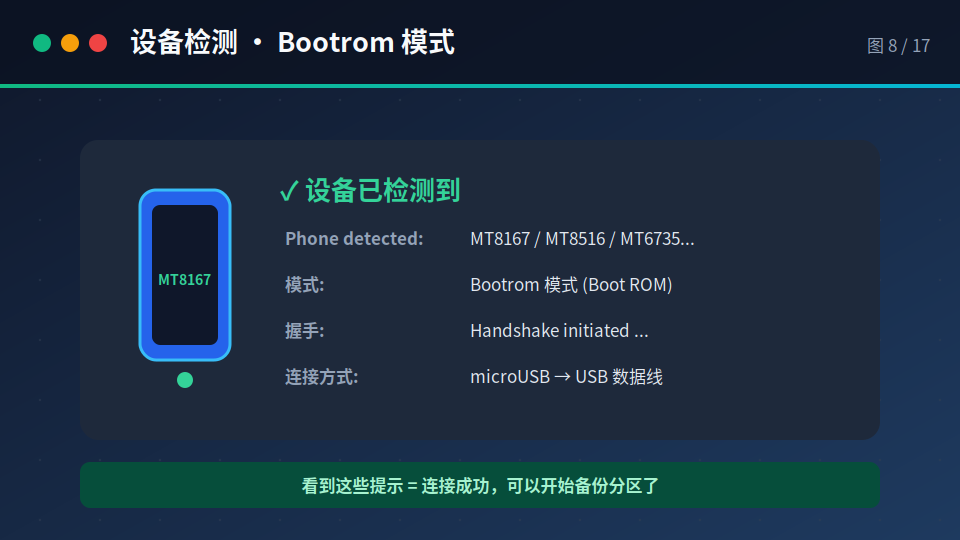 设备检测 · Bootrom 模式
图 8 / 17
✓ 设备已检测到
MT8167
Phone detected: MT8167 / MT8516 / MT6735...
模式: Bootrom 模式 (Boot ROM)
握手: Handshake initiated ...
连接方式: microUSB → USB 数据线
看到这些提示 = 连接成功，可以开始备份分区了